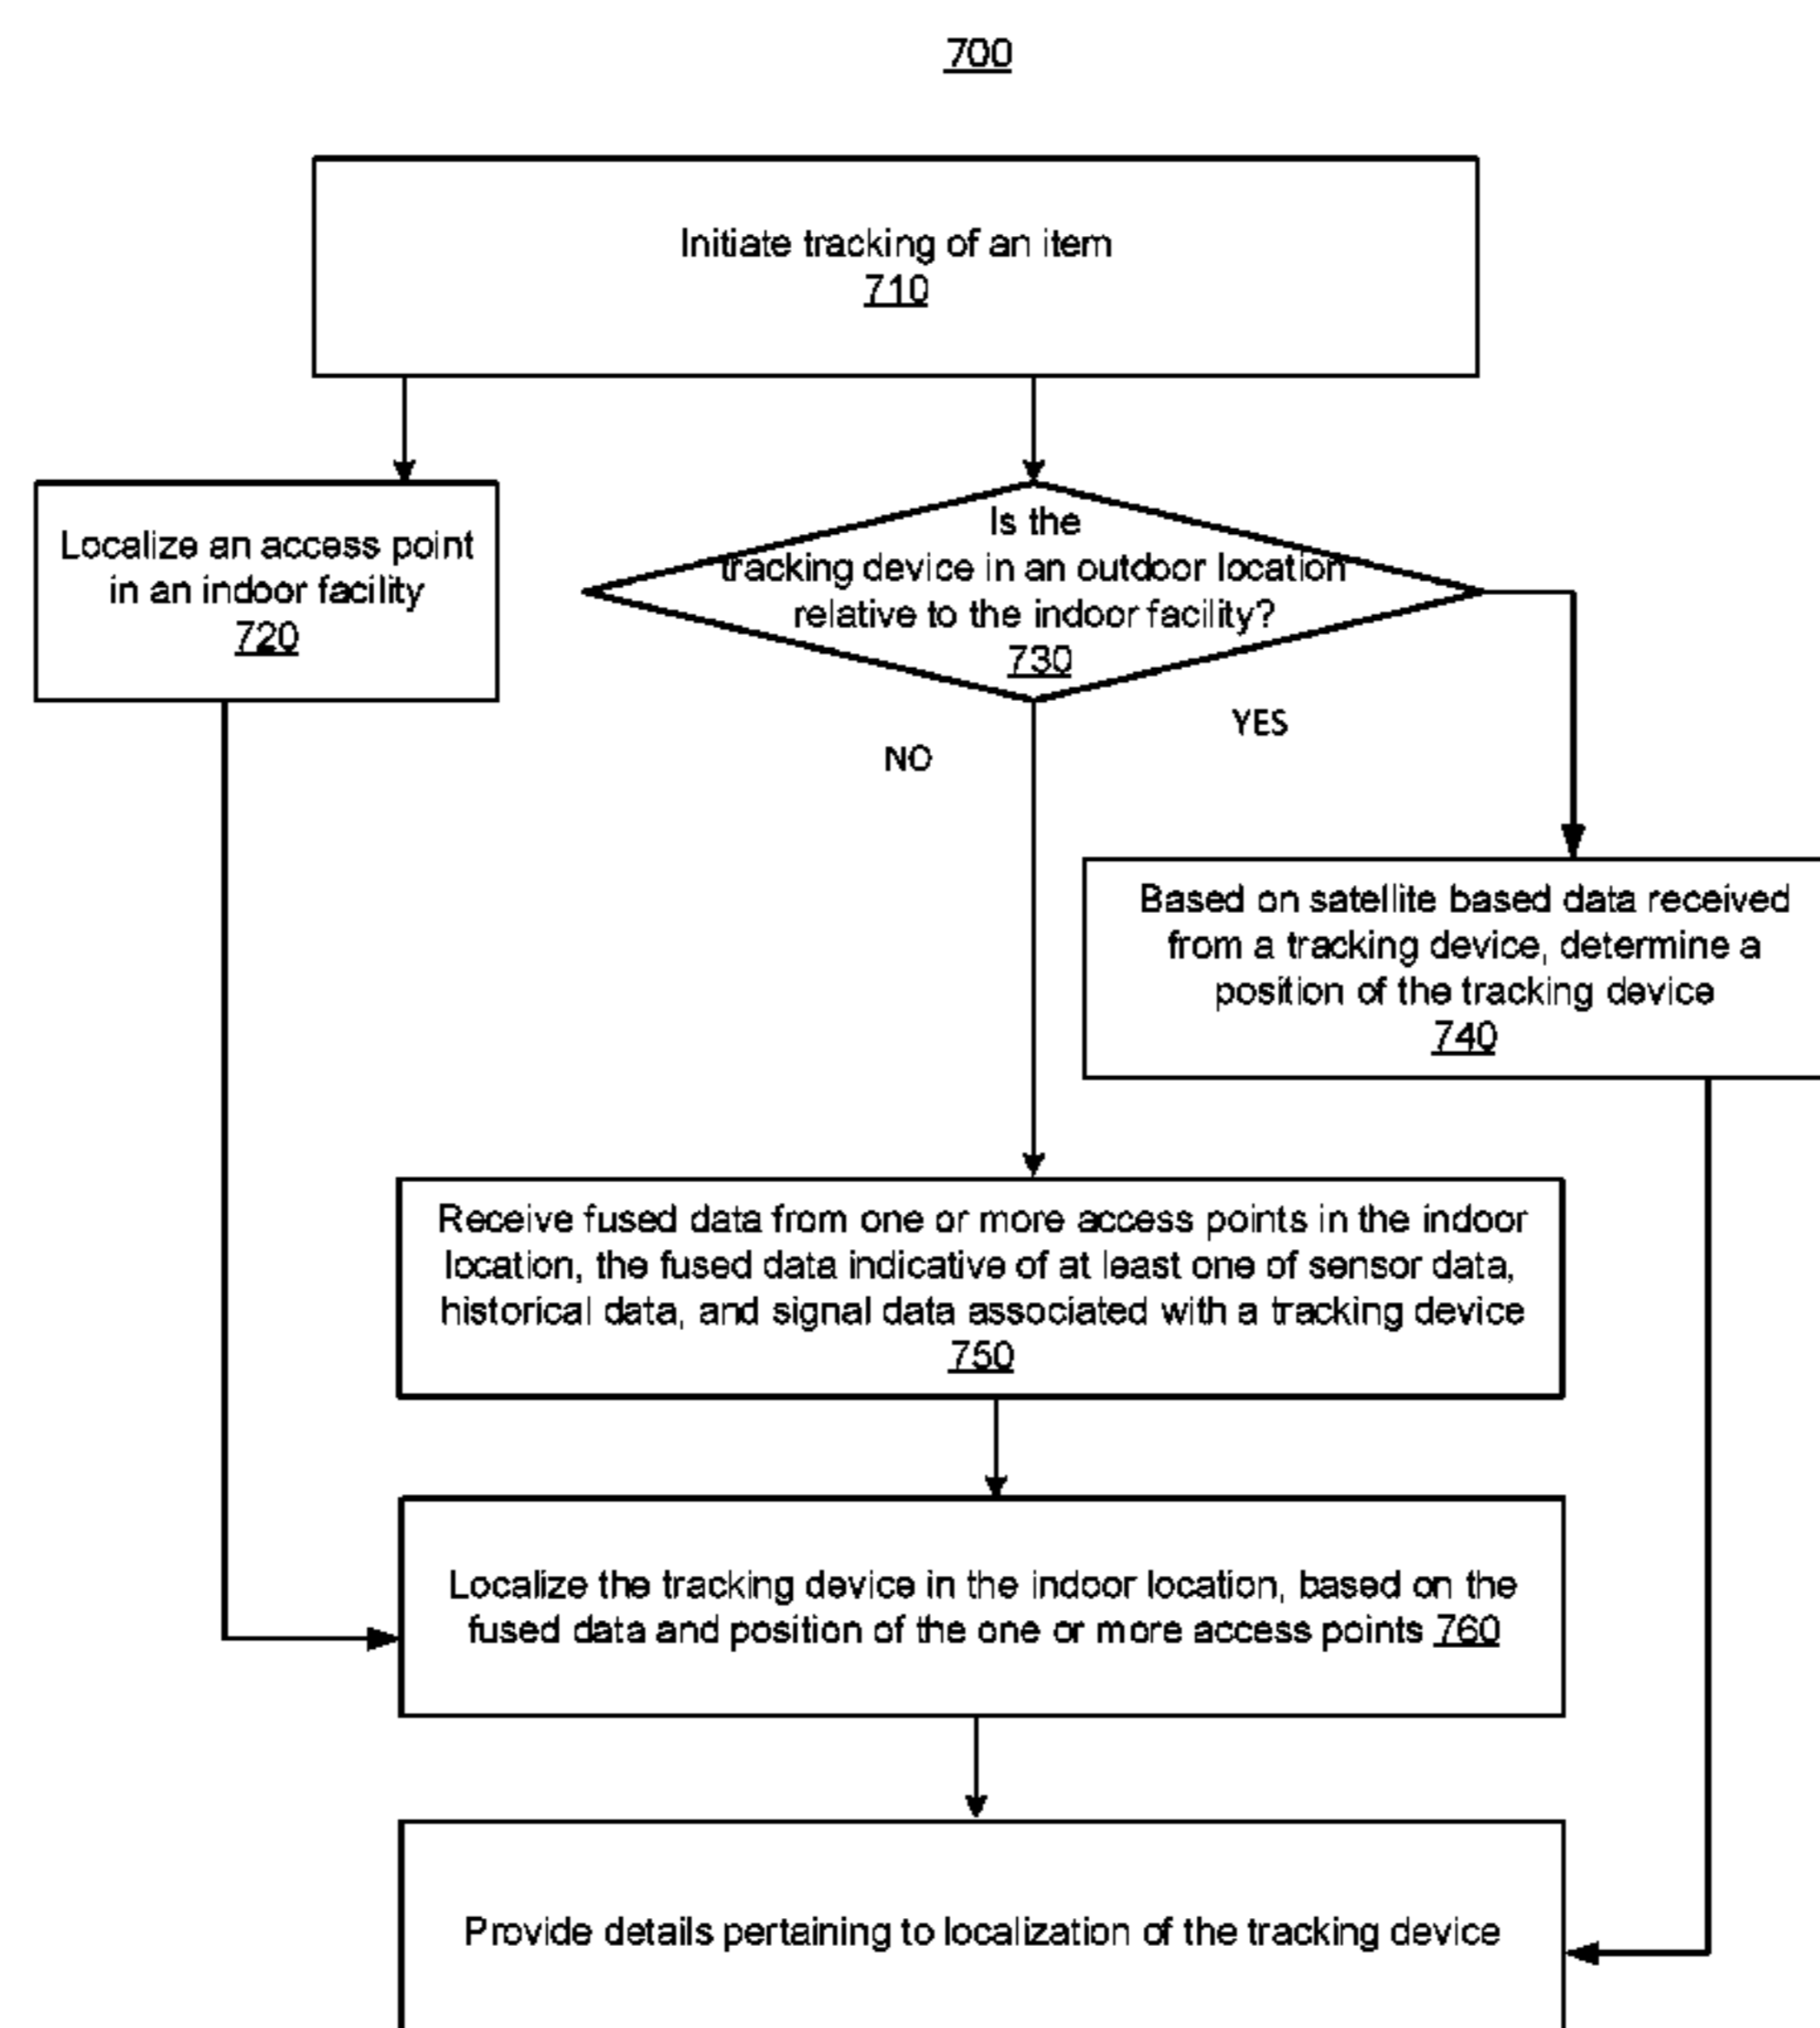 700
Initiate tracking of an item
710
Localize an access point
in an indoor facility
720
Is the
tracking device in an outdoor location
relative to the indoor facility?
730
NO
YES
Based on satellite based data received
from a tracking device, determine a
position of the tracking device
740
Receive fused data from one or more access points in the indoor
location, the fused data indicative of at least one of sensor data,
historical data, and signal data associated with a tracking device
750
Localize the tracking device in the indoor location, based on the
fused data and position of the one or more access points 760
Provide details pertaining to localization of the tracking device